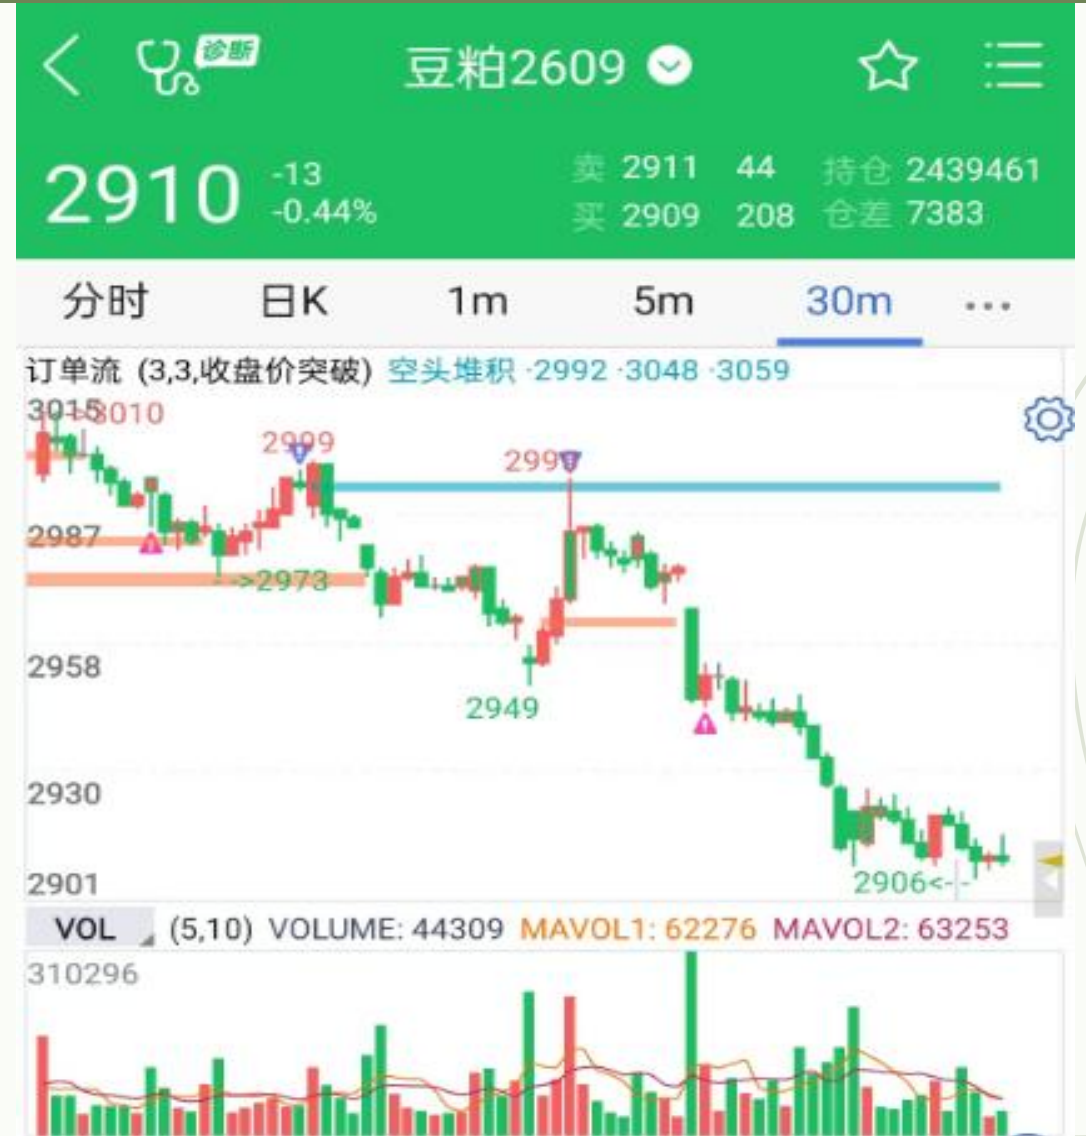 诊断
豆粕2609
2910 -13 -0.44%
卖 2911 44 持仓 2439461
买 2909 208 仓差 7383
分时 日K 1m 5m 30m ...
订单流 (3,3,收盘价突破) 空头堆积 ·2992 ·3048 ·3059
3015
->3010
2999
299
2987
-->2973
2958
2949
2930
2906<--
2901
VOL (5,10) VOLUME: 44309 MAVOL1: 62276 MAVOL2: 63253
310296